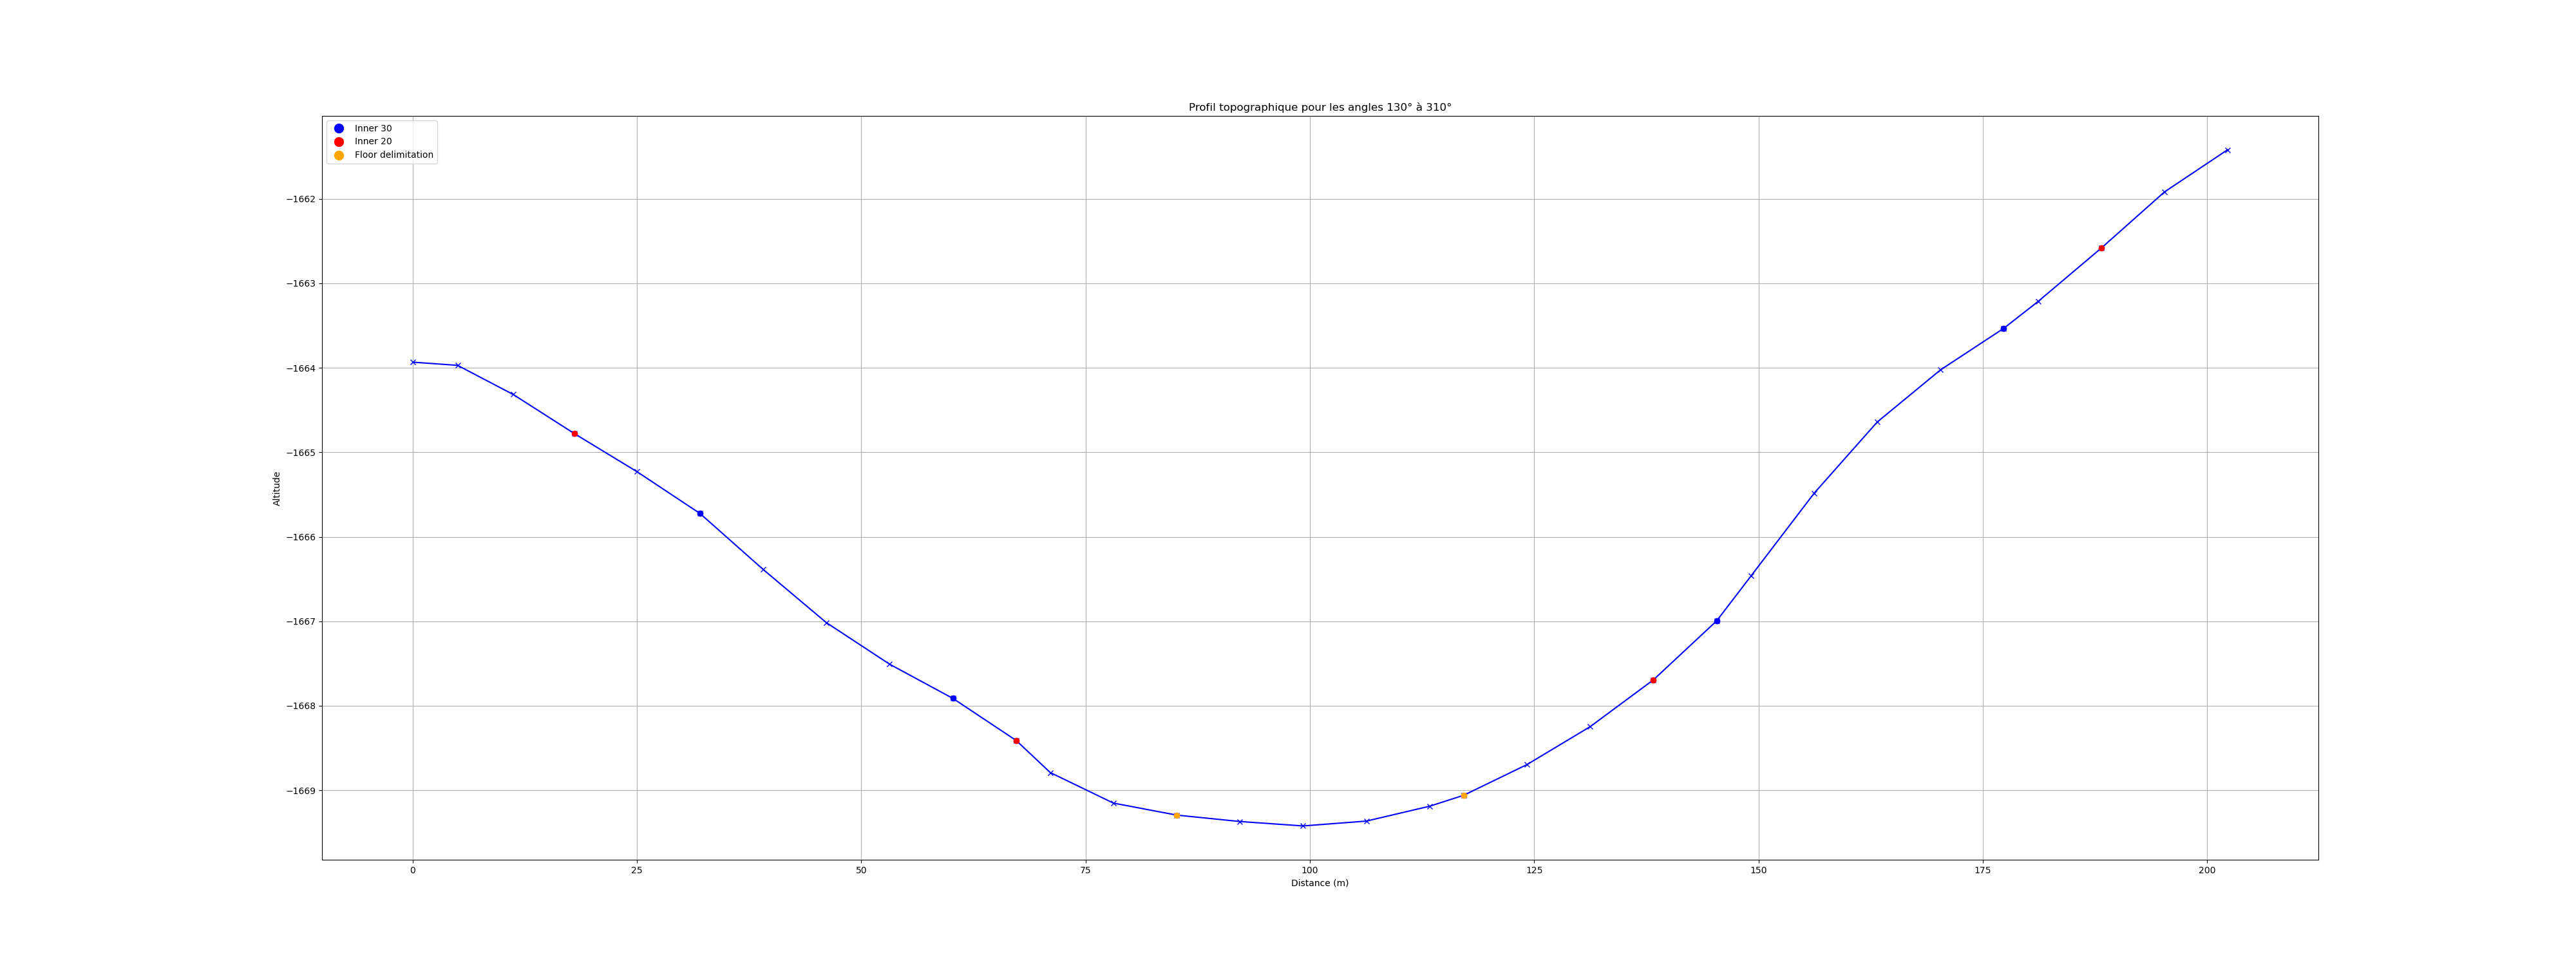 Profil topographique pour les angles 130° à 310°
Inner 30
Inner 20
Floor delimitation
−1662
−1663
−1664
−1665
−1666
−1667
−1668
−1669
Altitude
0 25 50 75 100 125 150 175 200
Distance (m)